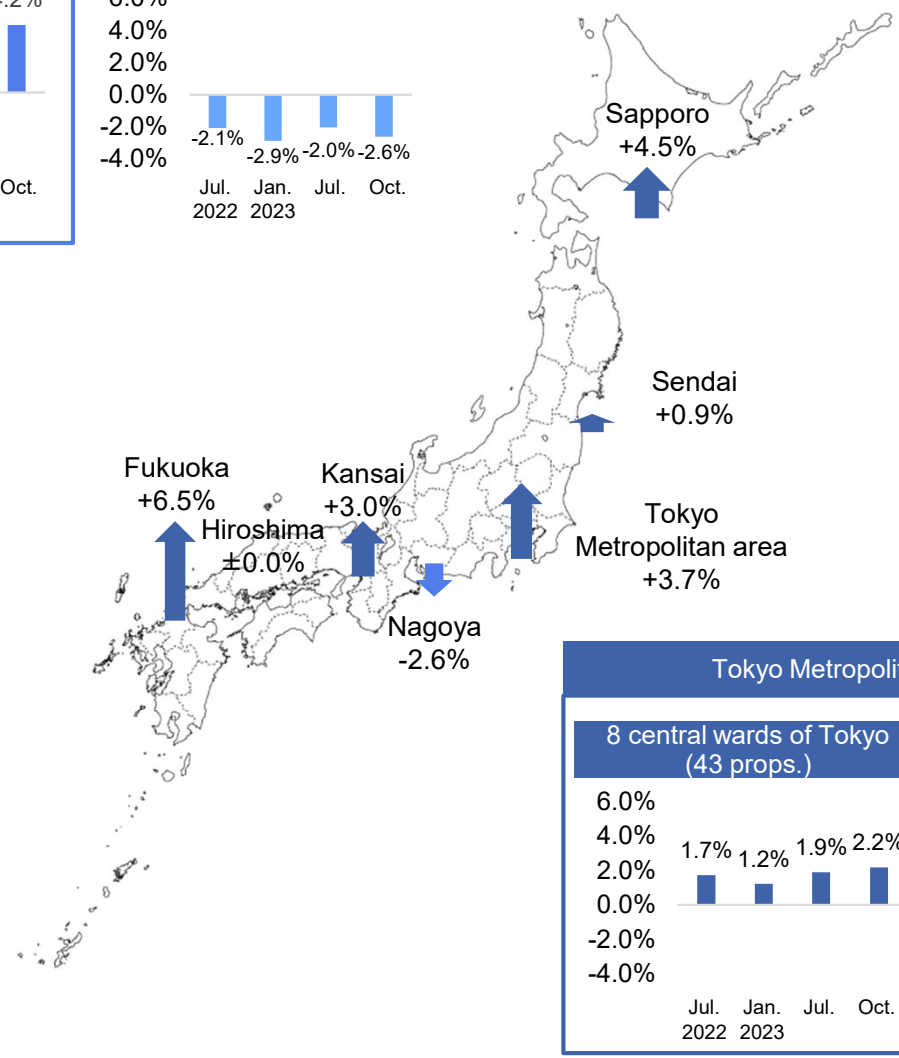 Oct.
4.0%
2.0%
0.0%
-2.0%
-4.0%
-2.1%
-2.9%
-2.0%
-2.6%
Jul. Jan. Jul. Oct.
2022 2023
Sapporo
+4.5%
Sendai
+0.9%
Fukuoka
+6.5%
Kansai
+3.0%
Hiroshima
±0.0%
Tokyo
Metropolitan area
+3.7%
Nagoya
-2.6%
Tokyo
8 central wards of Tokyo
(43 props.)
6.0%
4.0%
2.0%
0.0%
-2.0%
-4.0%
1.7%
1.2%
1.9%
2.2%
Jul. Jan. Jul. Oct.
2022 2023